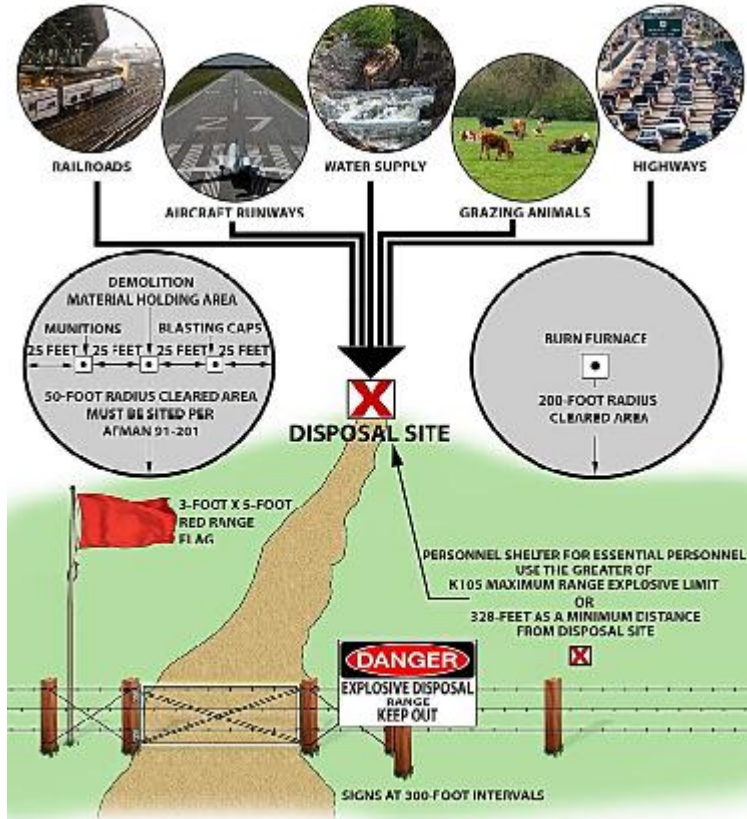 RAILROADS
AIRCRAFT RUNWAYS
WATER SUPPLY
GRAZING ANIMALS
HIGHWAYS
27
DEMOLITION
MATERIAL HOLDING AREA
MUNITIONS
BLASTING CAPS
25 FEET
25 FEET
25 FEET
25 FEET
50-FOOT RADIUS CLEARED AREA
MUST BE SITED PER
AFMAN 91-201
BURN FURNACE
200-FOOT RADIUS
CLEARED AREA
X
DISPOSAL SITE
3-FOOT X 5-FOOT
RED RANGE
FLAG
PERSONNEL SHELTER FOR ESSENTIAL PERSONNEL
USE THE GREATER OF
K105 MAXIMUM RANGE EXPLOSIVE LIMIT
OR
328-FEET AS A MINIMUM DISTANCE
FROM DISPOSAL SITE
X
DANGER
EXPLOSIVE DISPOSAL
RANGE
KEEP OUT
SIGNS AT 300-FOOT INTERVALS